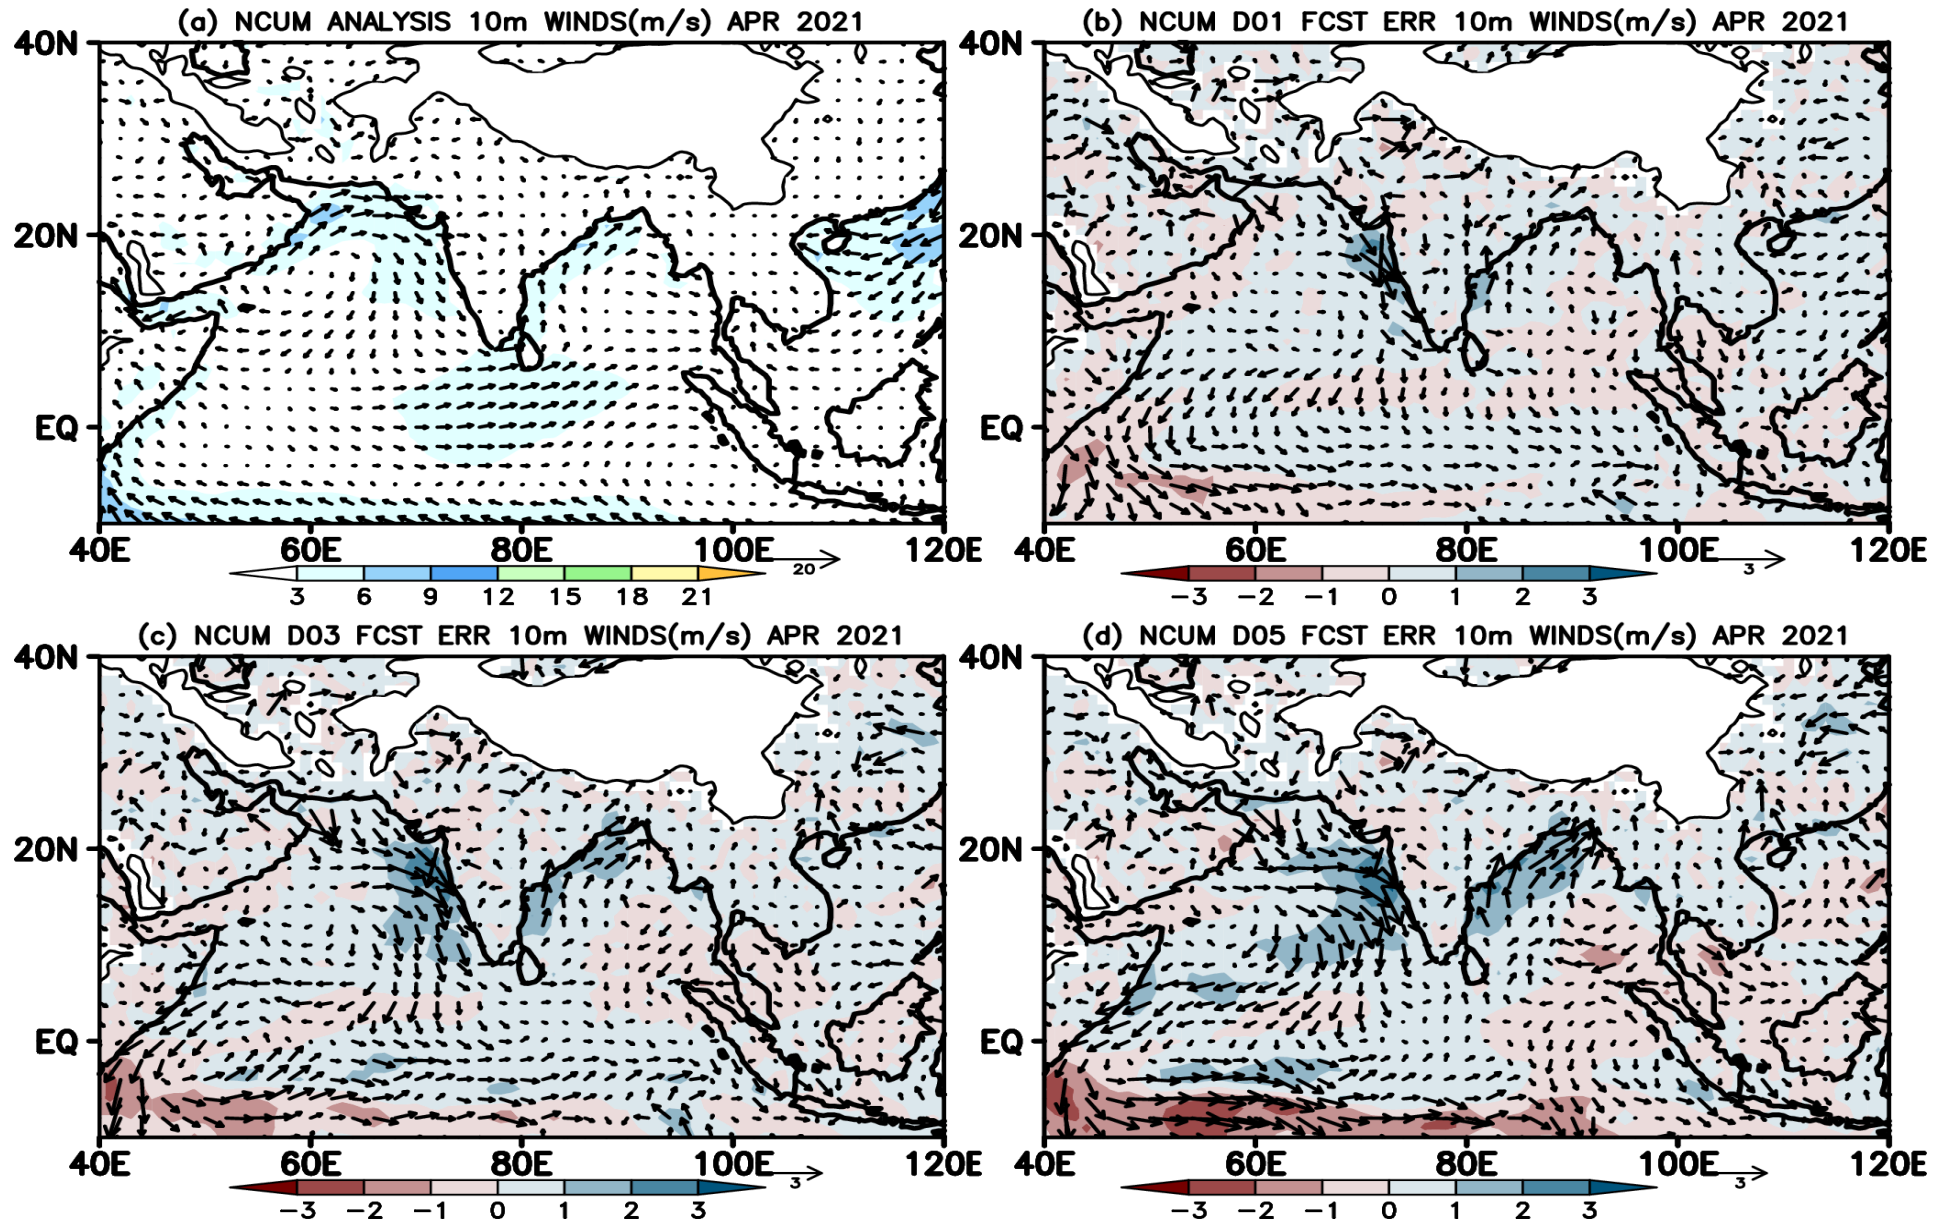 (a) NCUM ANALYSIS 10m WINDS(m/s) APR 2021
40N
20N
EQ
40E 60E 80E 100E 120E
20
3 6 9 12 15 18 21
(b) NCUM D01 FCST ERR 10m WINDS(m/s) APR 2021
40N
20N
EQ
40E 60E 80E 100E 120E
3
−3 −2 −1 0 1 2 3
(c) NCUM D03 FCST ERR 10m WINDS(m/s) APR 2021
40N
20N
EQ
40E 60E 80E 100E 120E
3
−3 −2 −1 0 1 2 3
(d) NCUM D05 FCST ERR 10m WINDS(m/s) APR 2021
40N
20N
EQ
40E 60E 80E 100E 120E
3
−3 −2 −1 0 1 2 3